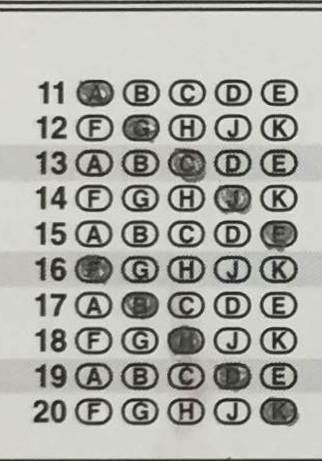 11 A B C D E
12 F G H J K
13 A B C D E
14 F G H J K
15 A B C D E
16 F G H J K
17 A B C D E
18 F G H J K
19 A B C D E
20 F G H J K